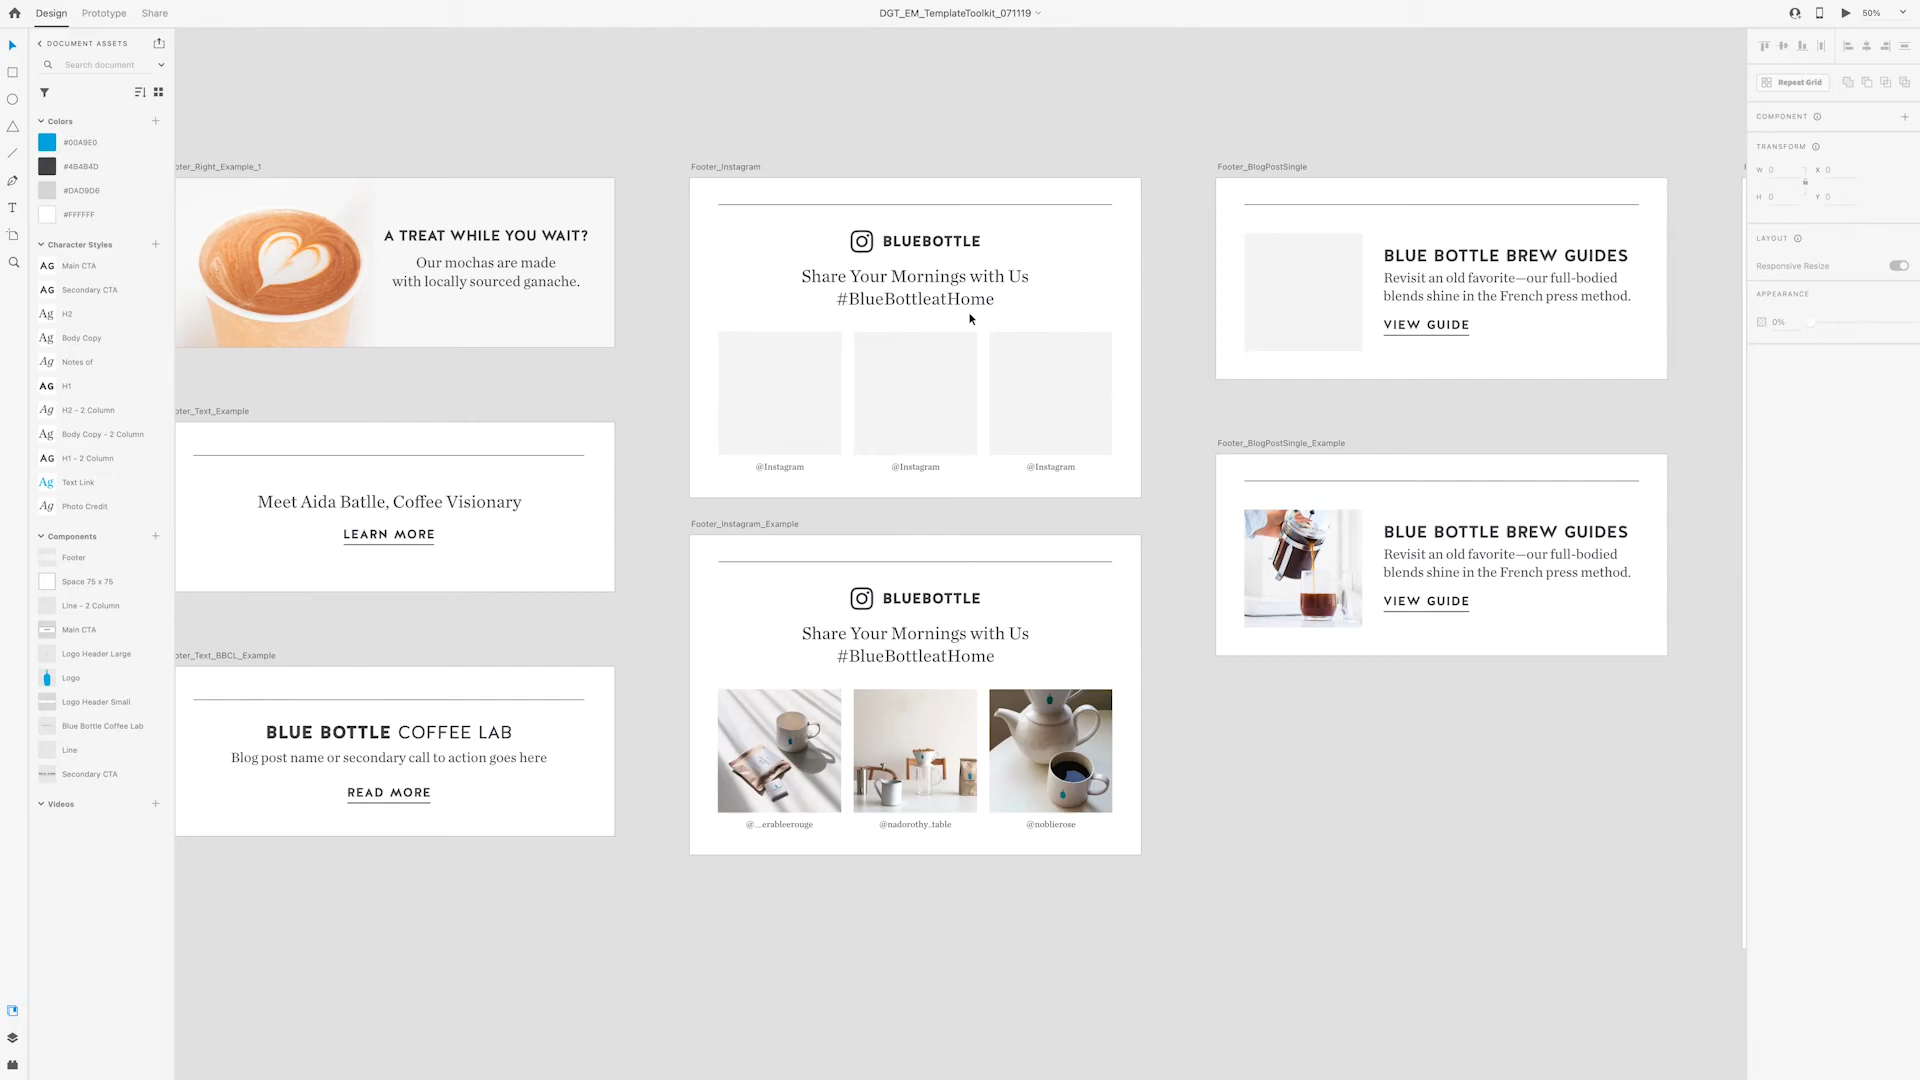 Design Prototype Share
DGT_EM_TemplateToolkit_071119
50%
DOCUMENT ASSETS
Search document
Colors
#00A9E0
#4B4B4D
#DAD9D6
#FFFFFF
Character Styles
AG Main CTA
AG Secondary CTA
Ag H2
Ag Body Copy
Ag Notes of
AG H1
Ag H2 - 2 Column
Ag Body Copy - 2 Column
AG H1 - 2 Column
Ag Text Link
Ag Photo Credit
Components
Footer
Space 75 x 75
Line - 2 Column
Main CTA
Logo Header Large
Logo
Logo Header Small
Blue Bottle Coffee Lab
Line
Secondary CTA
Videos
oter_Right_Example_1
A TREAT WHILE YOU WAIT?
Our mochas are made
with locally sourced ganache.
oter_Text_Example
Meet Aida Batlle, Coffee Visionary
LEARN MORE
oter_Text_BBCL_Example
BLUE BOTTLE COFFEE LAB
Blog post name or secondary call to action goes here
READ MORE
Footer_Instagram
BLUEBOTTLE
Share Your Mornings with Us
#BlueBottleatHome
@Instagram @Instagram @Instagram
Footer_Instagram_Example
BLUEBOTTLE
Share Your Mornings with Us
#BlueBottleatHome
@__erableerouge @nadorothy_table @noblierose
Footer_BlogPostSingle
BLUE BOTTLE BREW GUIDES
Revisit an old favorite—our full-bodied
blends shine in the French press method.
VIEW GUIDE
Footer_BlogPostSingle_Example
BLUE BOTTLE BREW GUIDES
Revisit an old favorite—our full-bodied
blends shine in the French press method.
VIEW GUIDE
Repeat Grid
COMPONENT
TRANSFORM
W 0 X 0
H 0 Y 0
LAYOUT
Responsive Resize
APPEARANCE
0%